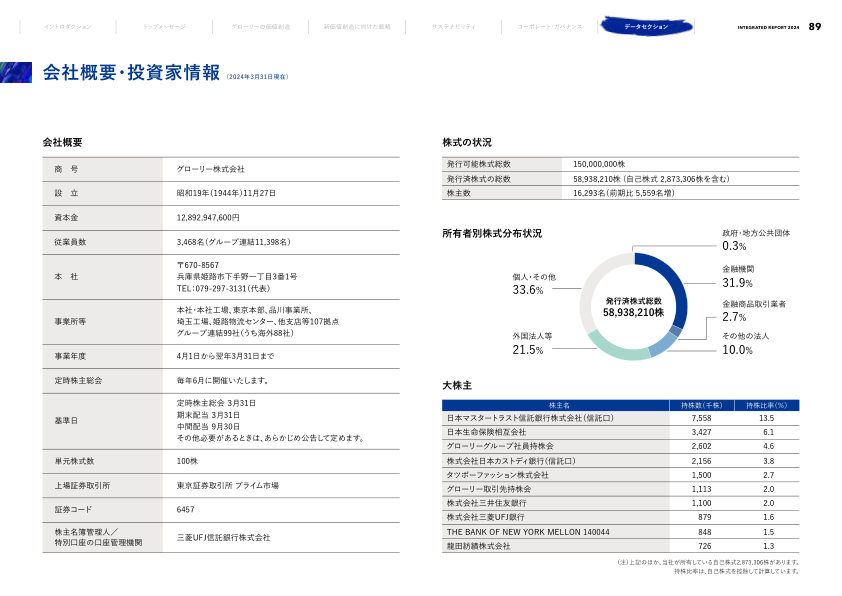 イントロダクション
トップメッセージ
グローリーの価値創造
新価値創造に向けた戦略
サステナビリティ
コーポレート・ガバナンス
データセクション
INTEGRATED REPORT 2024 89
会社概要・投資家情報 (2024年3月31日現在)
会社概要
商　号 グローリー株式会社
設　立 昭和19年(1944年)11月27日
資本金 12,892,947,600円
従業員数 3,468名(グループ連結11,398名)
本　社 〒670-8567
兵庫県姫路市下手野一丁目3番1号
TEL:079-297-3131(代表)
事業所等 本社・本社工場、東京本部、品川事業所、
埼玉工場、姫路物流センター、他支店等107拠点
グループ連結99社(うち海外88社)
事業年度 4月1日から翌年3月31日まで
定時株主総会 毎年6月に開催いたします。
基準日 定時株主総会 3月31日
期末配当 3月31日
中間配当 9月30日
その他必要があるときは、あらかじめ公告して定めます。
単元株式数 100株
上場証券取引所 東京証券取引所 プライム市場
証券コード 6457
株主名簿管理人／
特別口座の口座管理機関 三菱UFJ信託銀行株式会社
株式の状況
発行可能株式総数 150,000,000株
発行済株式の総数 58,938,210株 (自己株式 2,873,306株を含む)
株主数 16,293名(前期比 5,559名増)
所有者別株式分布状況
政府・地方公共団体
0.3%
金融機関
31.9%
金融商品取引業者
2.7%
その他の法人
10.0%
外国法人等
21.5%
個人・その他
33.6%
発行済株式総数
58,938,210株
大株主
株主名 持株数(千株) 持株比率(%)
日本マスタートラスト信託銀行株式会社(信託口) 7,558 13.5
日本生命保険相互会社 3,427 6.1
グローリーグループ社員持株会 2,602 4.6
株式会社日本カストディ銀行(信託口) 2,156 3.8
タツボーファッション株式会社 1,500 2.7
グローリー取引先持株会 1,113 2.0
株式会社三井住友銀行 1,100 2.0
株式会社三菱UFJ銀行 879 1.6
THE BANK OF NEW YORK MELLON 140044 848 1.5
龍田紡績株式会社 726 1.3
(注)上記のほか、当社が所有している自己株式2,873,306株があります。
持株比率は、自己株式を控除して計算しています。